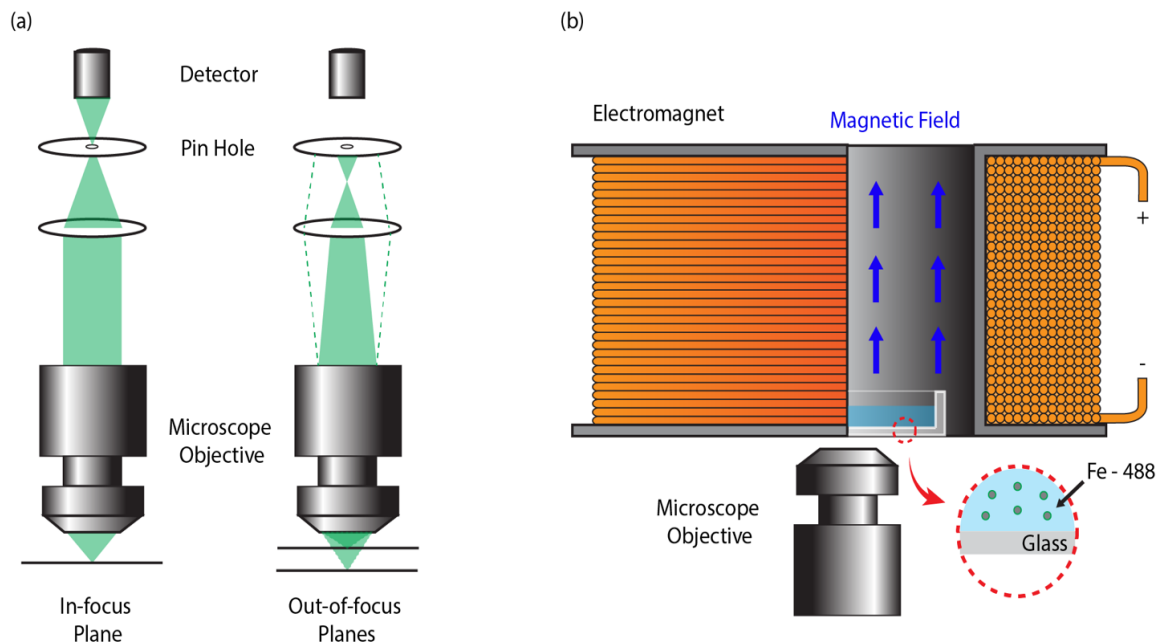 (a)
Detector
Pin Hole
Microscope
Objective
In-focus
Plane
Out-of-focus
Planes
(b)
Electromagnet
Magnetic Field
+
-
Microscope
Objective
Fe - 488
Glass